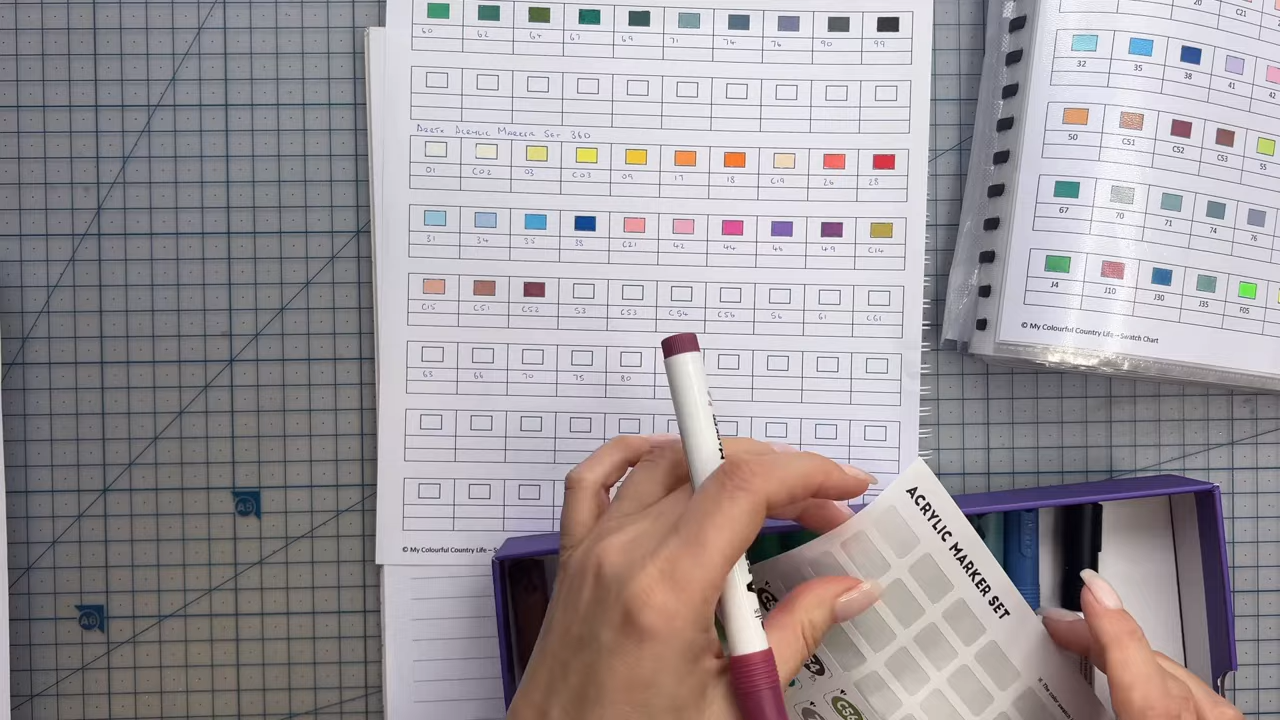 60 62 64 67 69 71 74 76 90 99
ARRTX ACRYLIC MARKER SET 360
01 C02 03 C03 09 17 18 C19 26 28
31 34 35 38 C21 42 44 46 49 C14
C15 C51 C52 53 C53 C54 C56 56 61 C61
63 66 70 75 80
© My Colourful Country Life – Swa
20 C21
32 35 38 41 42
50 C51 C52 C53 55
67 70 71 74 76
J4 J10 J30 J35 F05
© My Colourful Country Life – Swatch Chart
ACRYLIC MARKER SET
C56
A5
A6